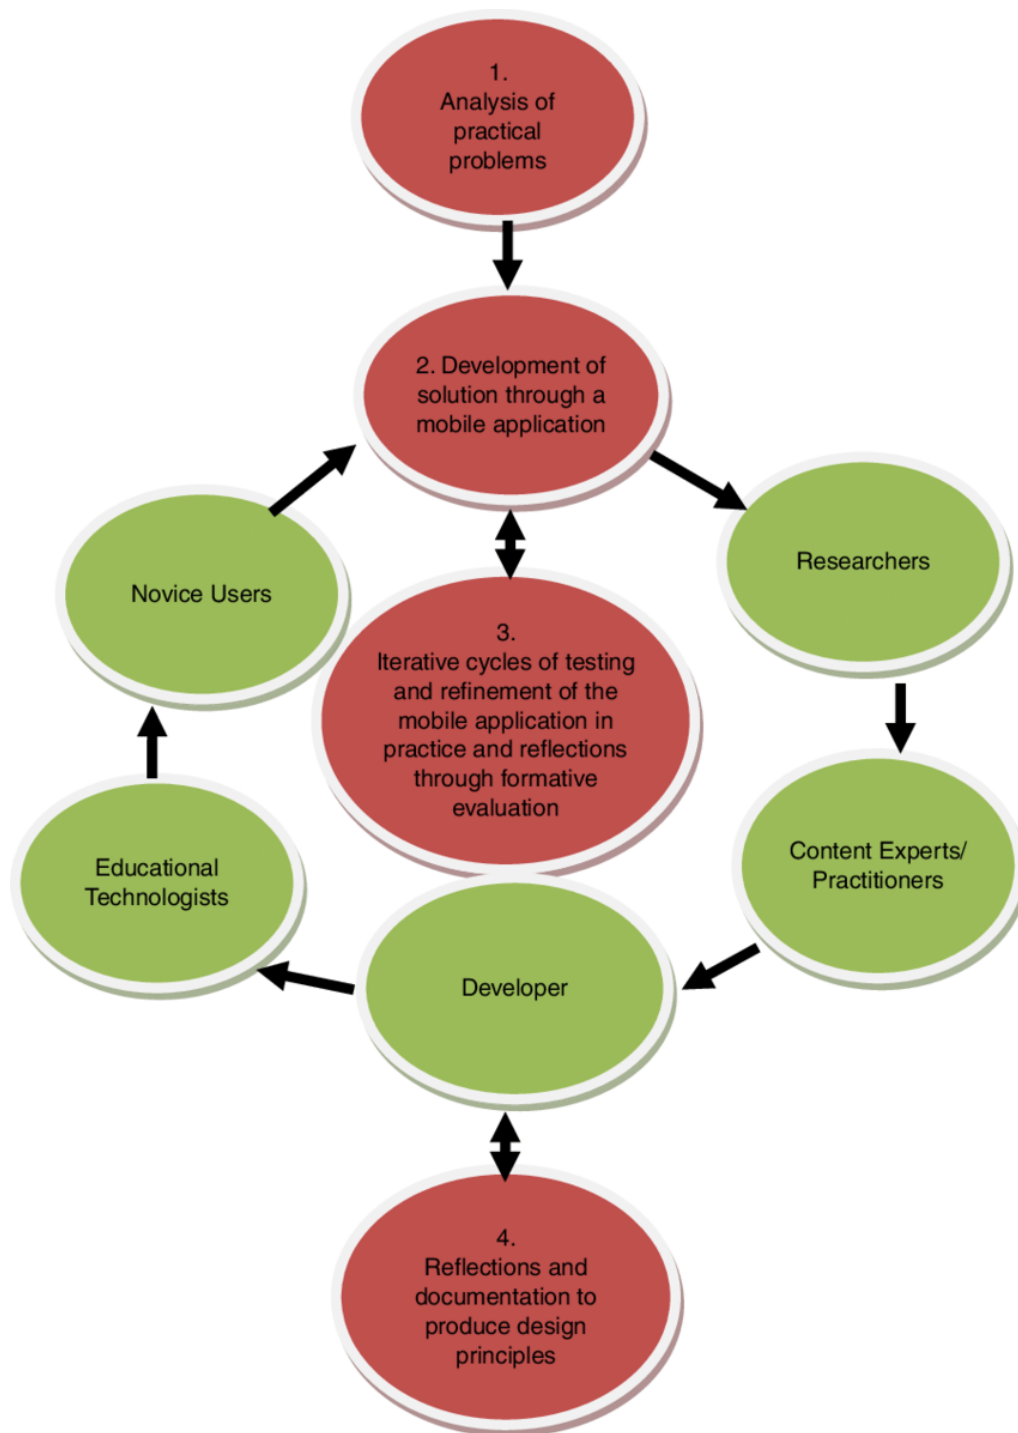 1.
Analysis of
practical
problems
2. Development of
solution through a
mobile application
Researchers
Novice Users
3.
Iterative cycles of testing
and refinement of the
mobile application in
practice and reflections
through formative
evaluation
Content Experts/
Practitioners
Educational
Technologists
Developer
4.
Reflections and
documentation to
produce design
principles